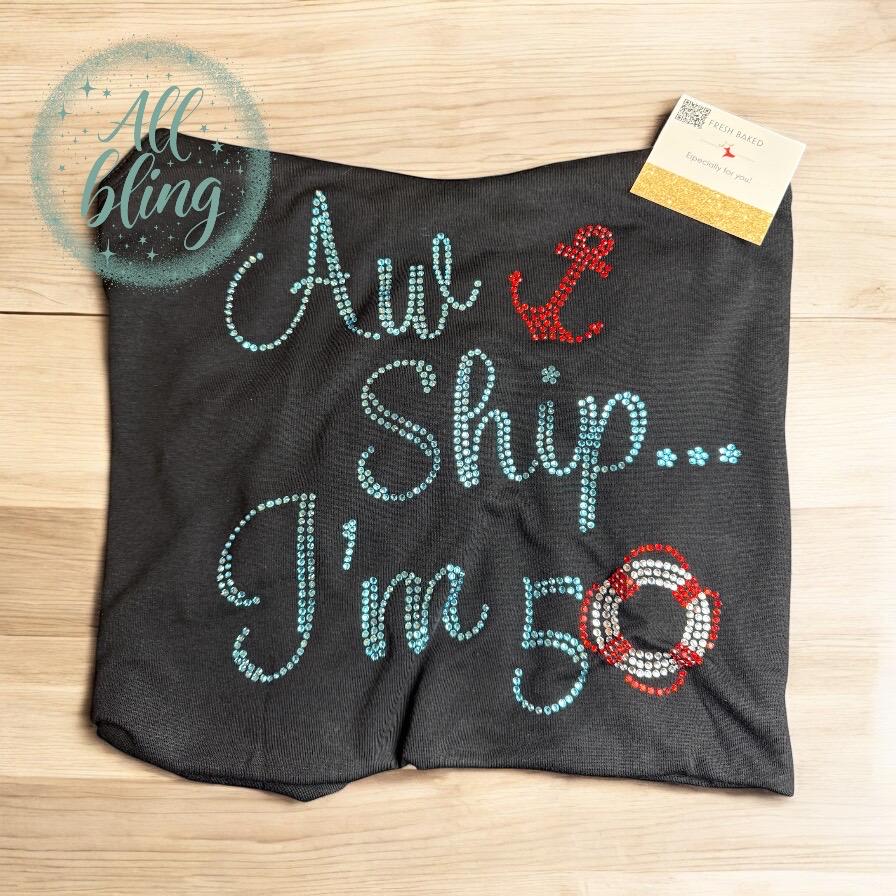 All
bling
FRESH BAKED
Especially for you!
Aw
Ship...
I'm 50